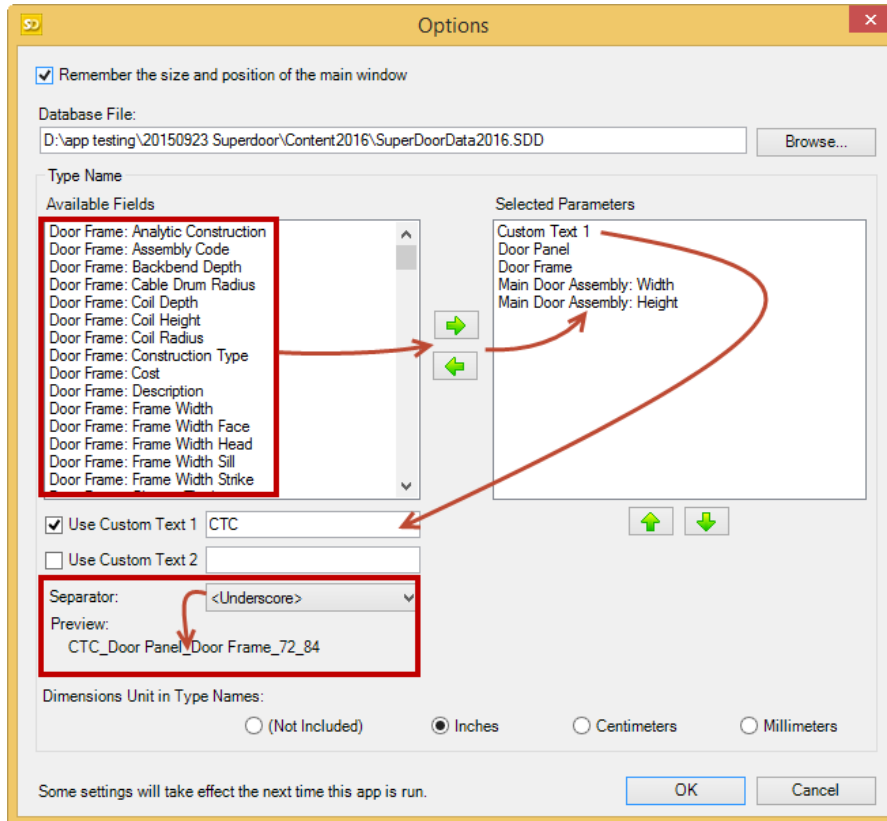 SD
Options
Remember the size and position of the main window
Database File:
D:\app testing\20150923 Superdoor\Content2016\SuperDoorData2016.SDD
Browse...
Type Name
Available Fields
Door Frame: Analytic Construction
Door Frame: Assembly Code
Door Frame: Backbend Depth
Door Frame: Cable Drum Radius
Door Frame: Coil Depth
Door Frame: Coil Height
Door Frame: Coil Radius
Door Frame: Construction Type
Door Frame: Cost
Door Frame: Description
Door Frame: Frame Width
Door Frame: Frame Width Face
Door Frame: Frame Width Head
Door Frame: Frame Width Sill
Door Frame: Frame Width Strike
Selected Parameters
Custom Text 1
Door Panel
Door Frame
Main Door Assembly: Width
Main Door Assembly: Height
Use Custom Text 1 CTC
Use Custom Text 2
Separator: <Underscore>
Preview:
CTC_Door Panel_Door Frame_72_84
Dimensions Unit in Type Names:
(Not Included) Inches Centimeters Millimeters
Some settings will take effect the next time this app is run.
OK Cancel